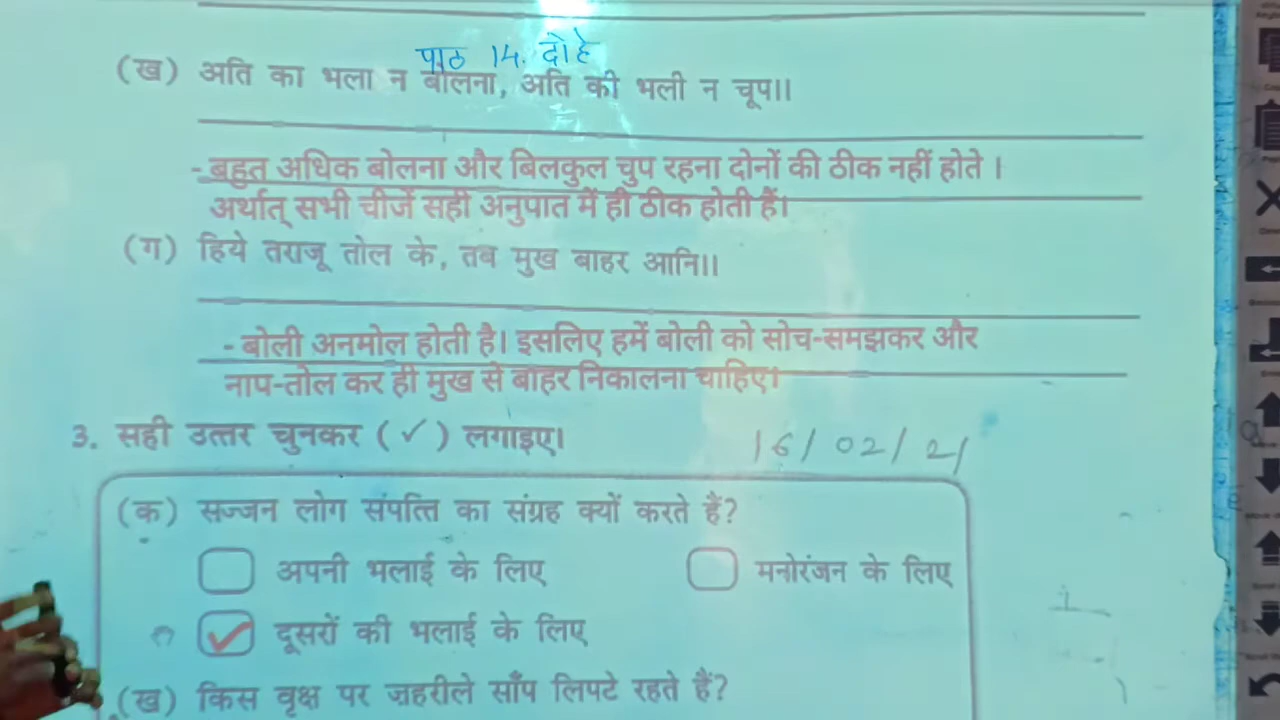 पाठ 14. दोहे
(ख) अति का भला न बोलना, अति की भली न चूप॥
- बहुत अधिक बोलना और बिलकुल चुप रहना दोनों की ठीक नहीं होते ।
अर्थात् सभी चीजें सही अनुपात में ही ठीक होती हैं।
(ग) हिये तराजू तोल के, तब मुख बाहर आनि॥
- बोली अनमोल होती है। इसलिए हमें बोली को सोच-समझकर और
नाप-तोल कर ही मुख से बाहर निकालना चाहिए।
3. सही उत्तर चुनकर (✓) लगाइए।
16/02/21
(क) सज्जन लोग संपत्ति का संग्रह क्यों करते हैं?
अपनी भलाई के लिए
मनोरंजन के लिए
✓ दूसरों की भलाई के लिए
(ख) किस वृक्ष पर ज़हरीले साँप लिपटे रहते हैं?